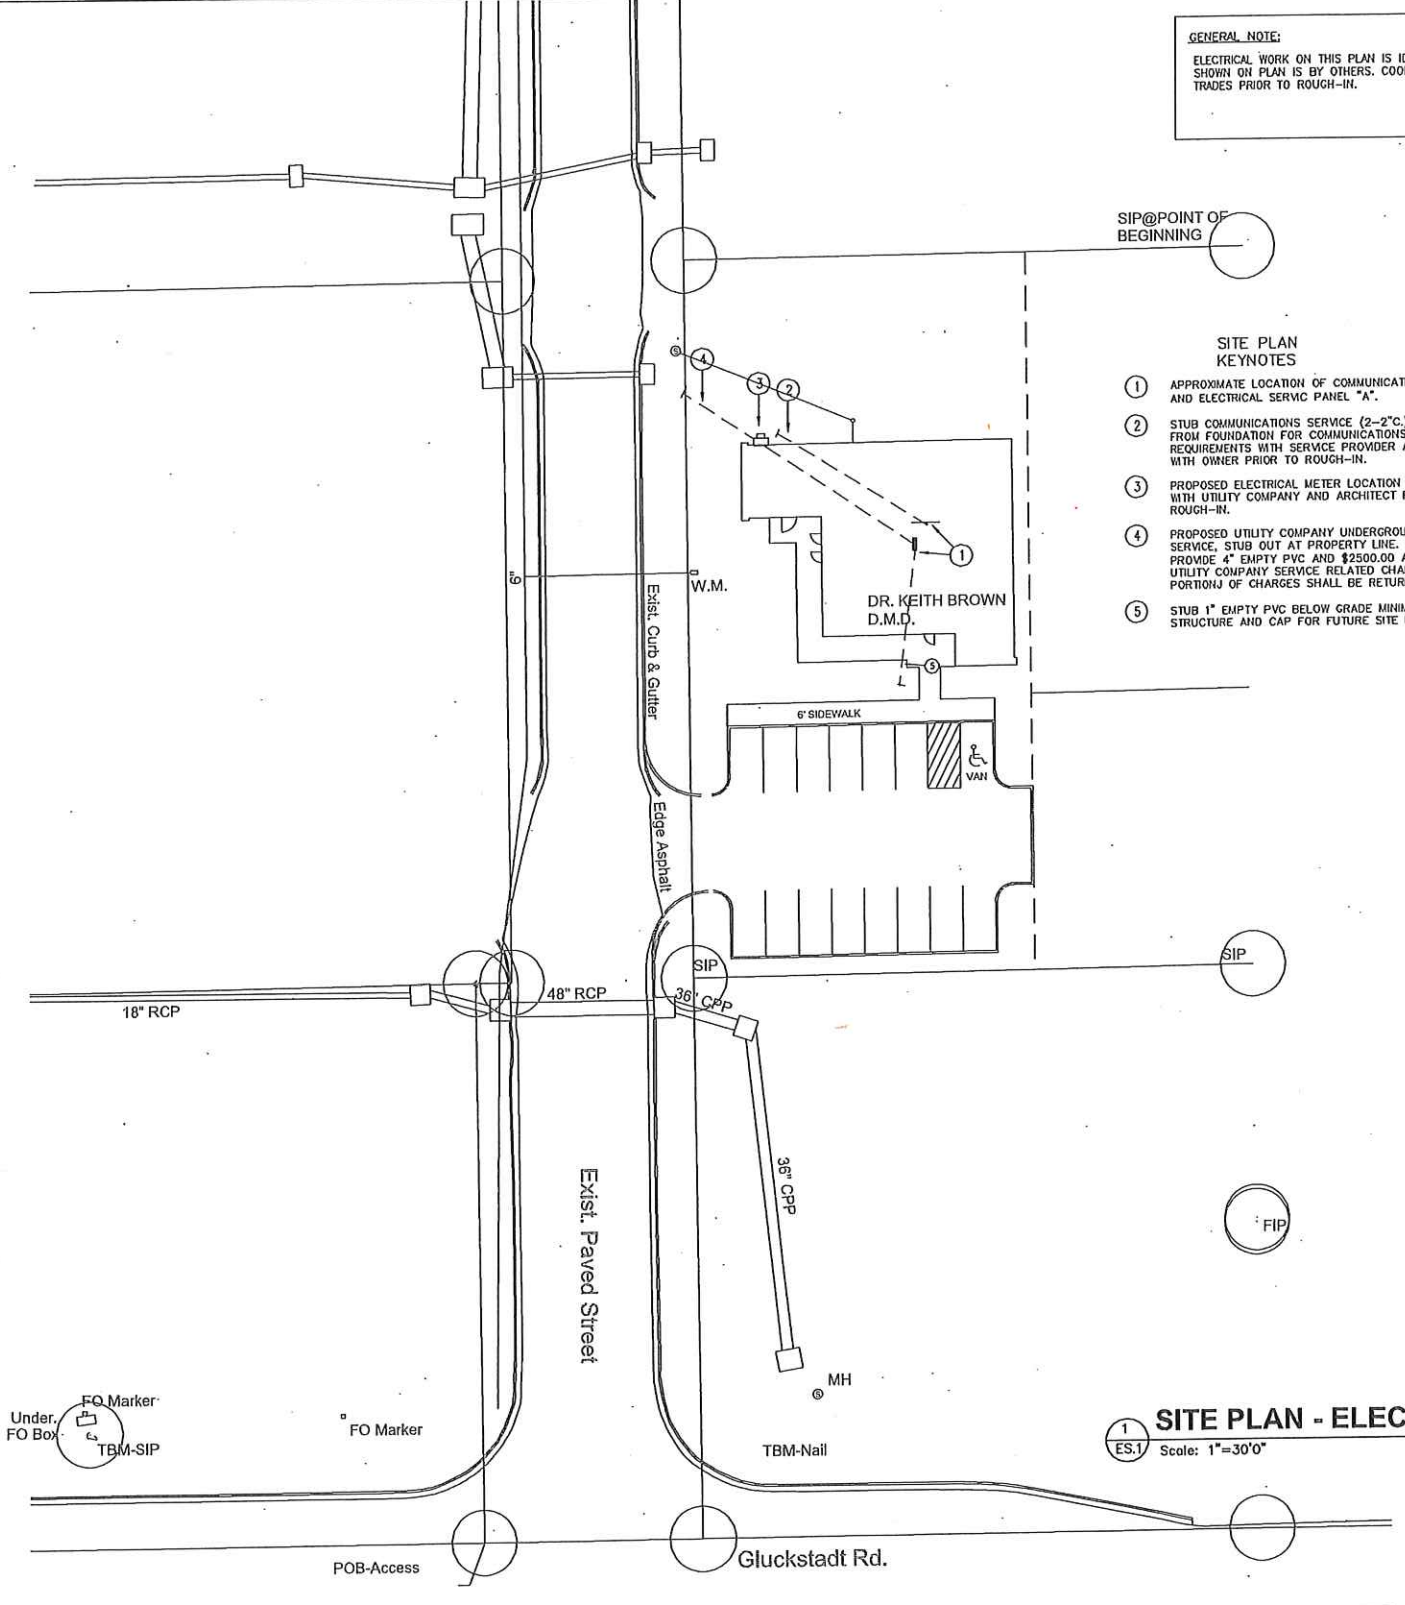 GENERAL NOTE:
ELECTRICAL WORK ON THIS PLAN IS
SHOWN ON PLAN IS BY OTHERS.
TRADES PRIOR TO ROUGH-IN.
SIP@POINT OF
BEGINNING
SITE PLAN
KEYNOTES
1 APPROXIMATE LOCATION OF
AND ELECTRICAL SERVIC PANEL "A".
2 STUB COMMUNICATIONS SERVICE (2-2"C.
FROM FOUNDATION FOR COMMUNICATIONS
REQUIREMENTS WITH SERVICE PROVIDER
WITH OWNER PRIOR TO ROUGH-IN.
3 PROPOSED ELECTRICAL METER LOCATION
WITH UTILITY COMPANY AND ARCHITECT
ROUGH-IN.
4 PROPOSED UTILITY COMPANY
SERVICE, STUB OUT AT PROPERTY LINE.
PROVIDE 4" EMPTY PVC AND $2500.00
UTILITY COMPANY SERVICE RELATED
PORTIONJ OF CHARGES SHALL BE
5 STUB 1" EMPTY PVC BELOW GRADE
STRUCTURE AND CAP FOR FUTURE SITE
S
4
3
2
1
6"
W.M.
Exist. Curb & Gutter
DR. KEITH BROWN
D.M.D.
S
6' SIDEWALK
VAN
Edge Asphalt
SIP
SIP
18" RCP
48" RCP
36" CPP
36" CPP
Exist. Paved Street
FIP
MH
S
FO Marker
Under.
FO Box
TBM-SIP
FO Marker
TBM-Nail
1
ES.1
SITE PLAN - ELEC
Scale: 1"=30'0"
POB-Access
Gluckstadt Rd.